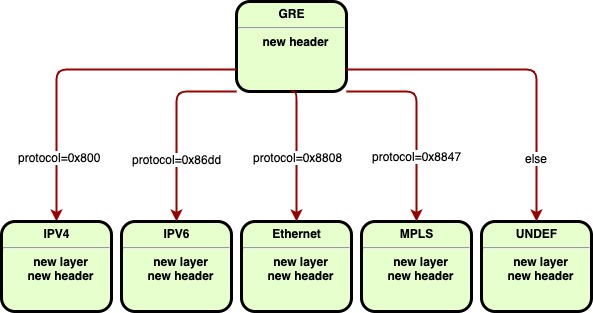 GRE
new header
protocol=0x800
protocol=0x86dd
protocol=0x8808
protocol=0x8847
else
IPV4
new layer
new header
IPV6
new layer
new header
Ethernet
new layer
new header
MPLS
new layer
new header
UNDEF
new layer
new header